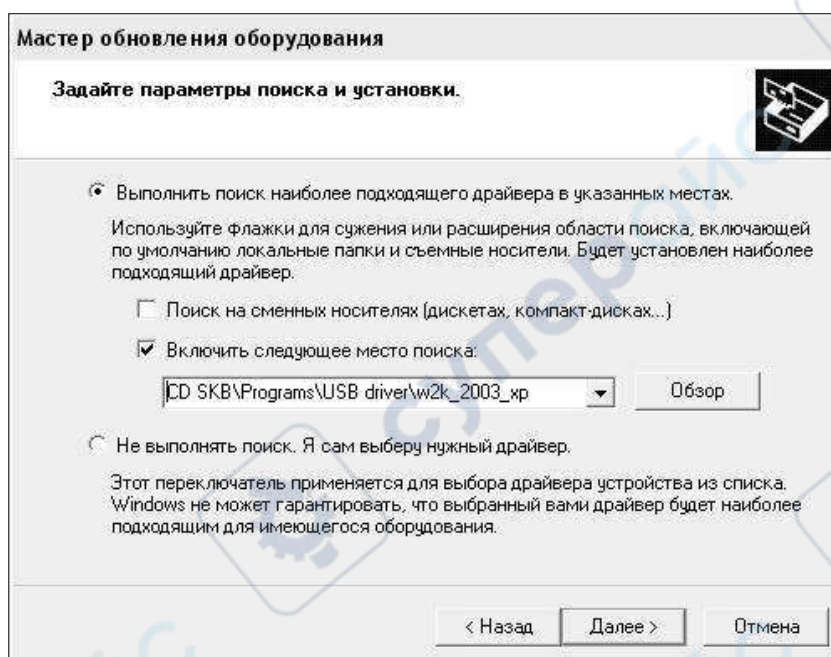 Мастер обновления оборудования
Задайте параметры поиска и установки.
Выполнить поиск наиболее подходящего драйвера в указанных местах.
Используйте флажки для сужения или расширения области поиска, включающей
по умолчанию локальные папки и съемные носители. Будет установлен наиболее
подходящий драйвер.
Поиск на сменных носителях (дискетах, компакт-дисках...)
Включить следующее место поиска:
CD SKB\Programs\USB driver\w2k_2003_xp
Обзор
Не выполнять поиск. Я сам выберу нужный драйвер.
Этот переключатель применяется для выбора драйвера устройства из списка.
Windows не может гарантировать, что выбранный вами драйвер будет наиболее
подходящим для имеющегося оборудования.
< Назад
Далее >
Отмена
суперайс